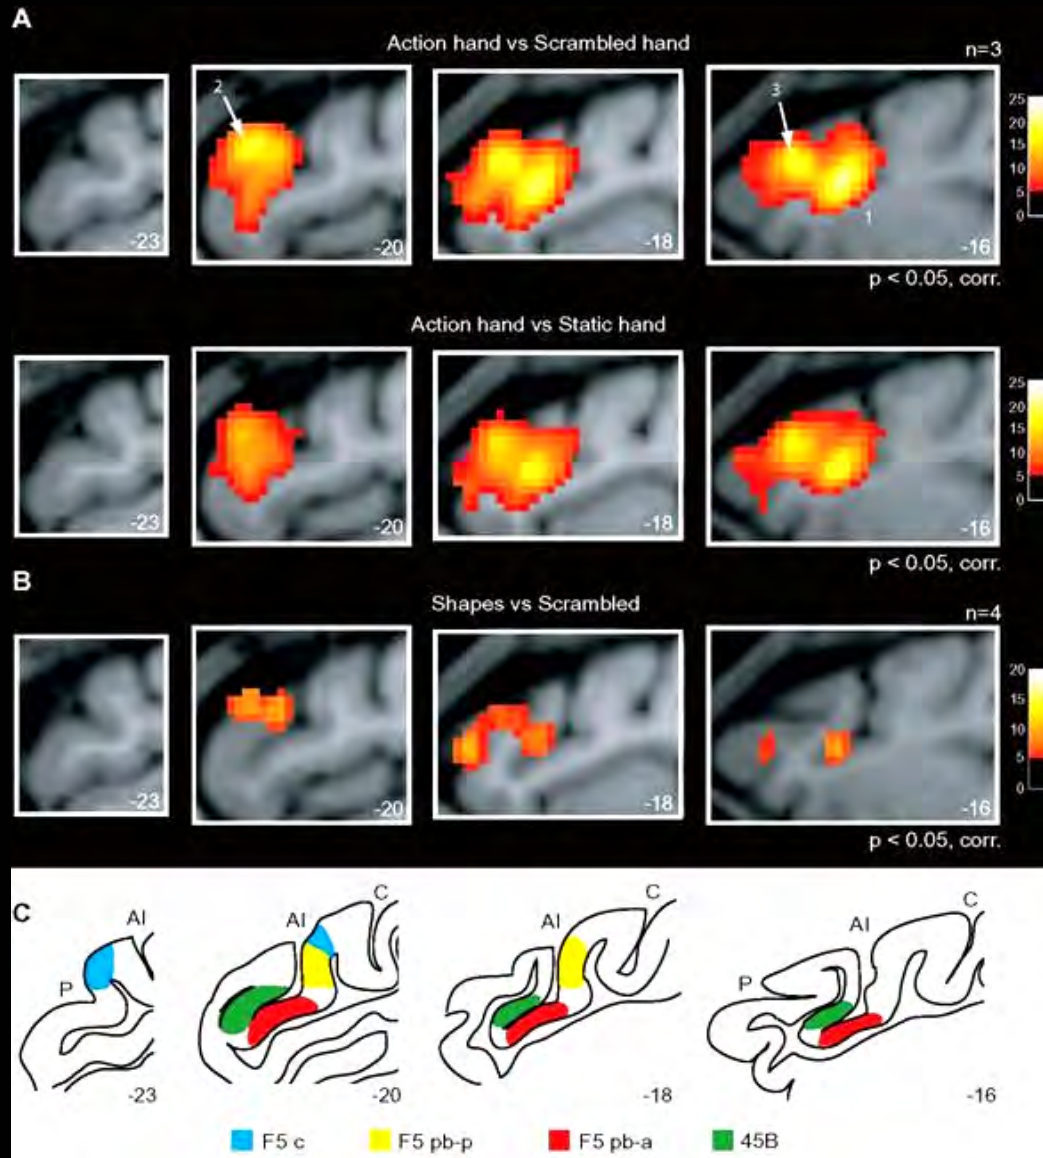 A
Action hand vs Scrambled hand
n=3
2
3
1
-23
-20
-18
-16
25
20
15
10
5
0
p < 0.05, corr.
Action hand vs Static hand
-23
-20
-18
-16
25
20
15
10
5
0
p < 0.05, corr.
B
Shapes vs Scrambled
n=4
-23
-20
-18
-16
20
15
10
5
0
p < 0.05, corr.
C
AI
P
-23
AI
C
-20
AI
C
-18
P
AI
C
-16
F5 c
F5 pb-p
F5 pb-a
45B